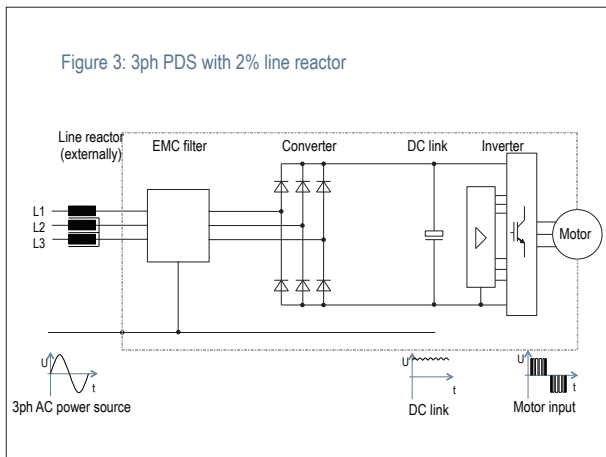 Figure 3: 3ph PDS with 2% line reactor
Line reactor
(externally)
EMC filter
Converter
DC link
Inverter
L1
L2
L3
Motor
U
t
3ph AC power source
U
t
DC link
U
t
Motor input